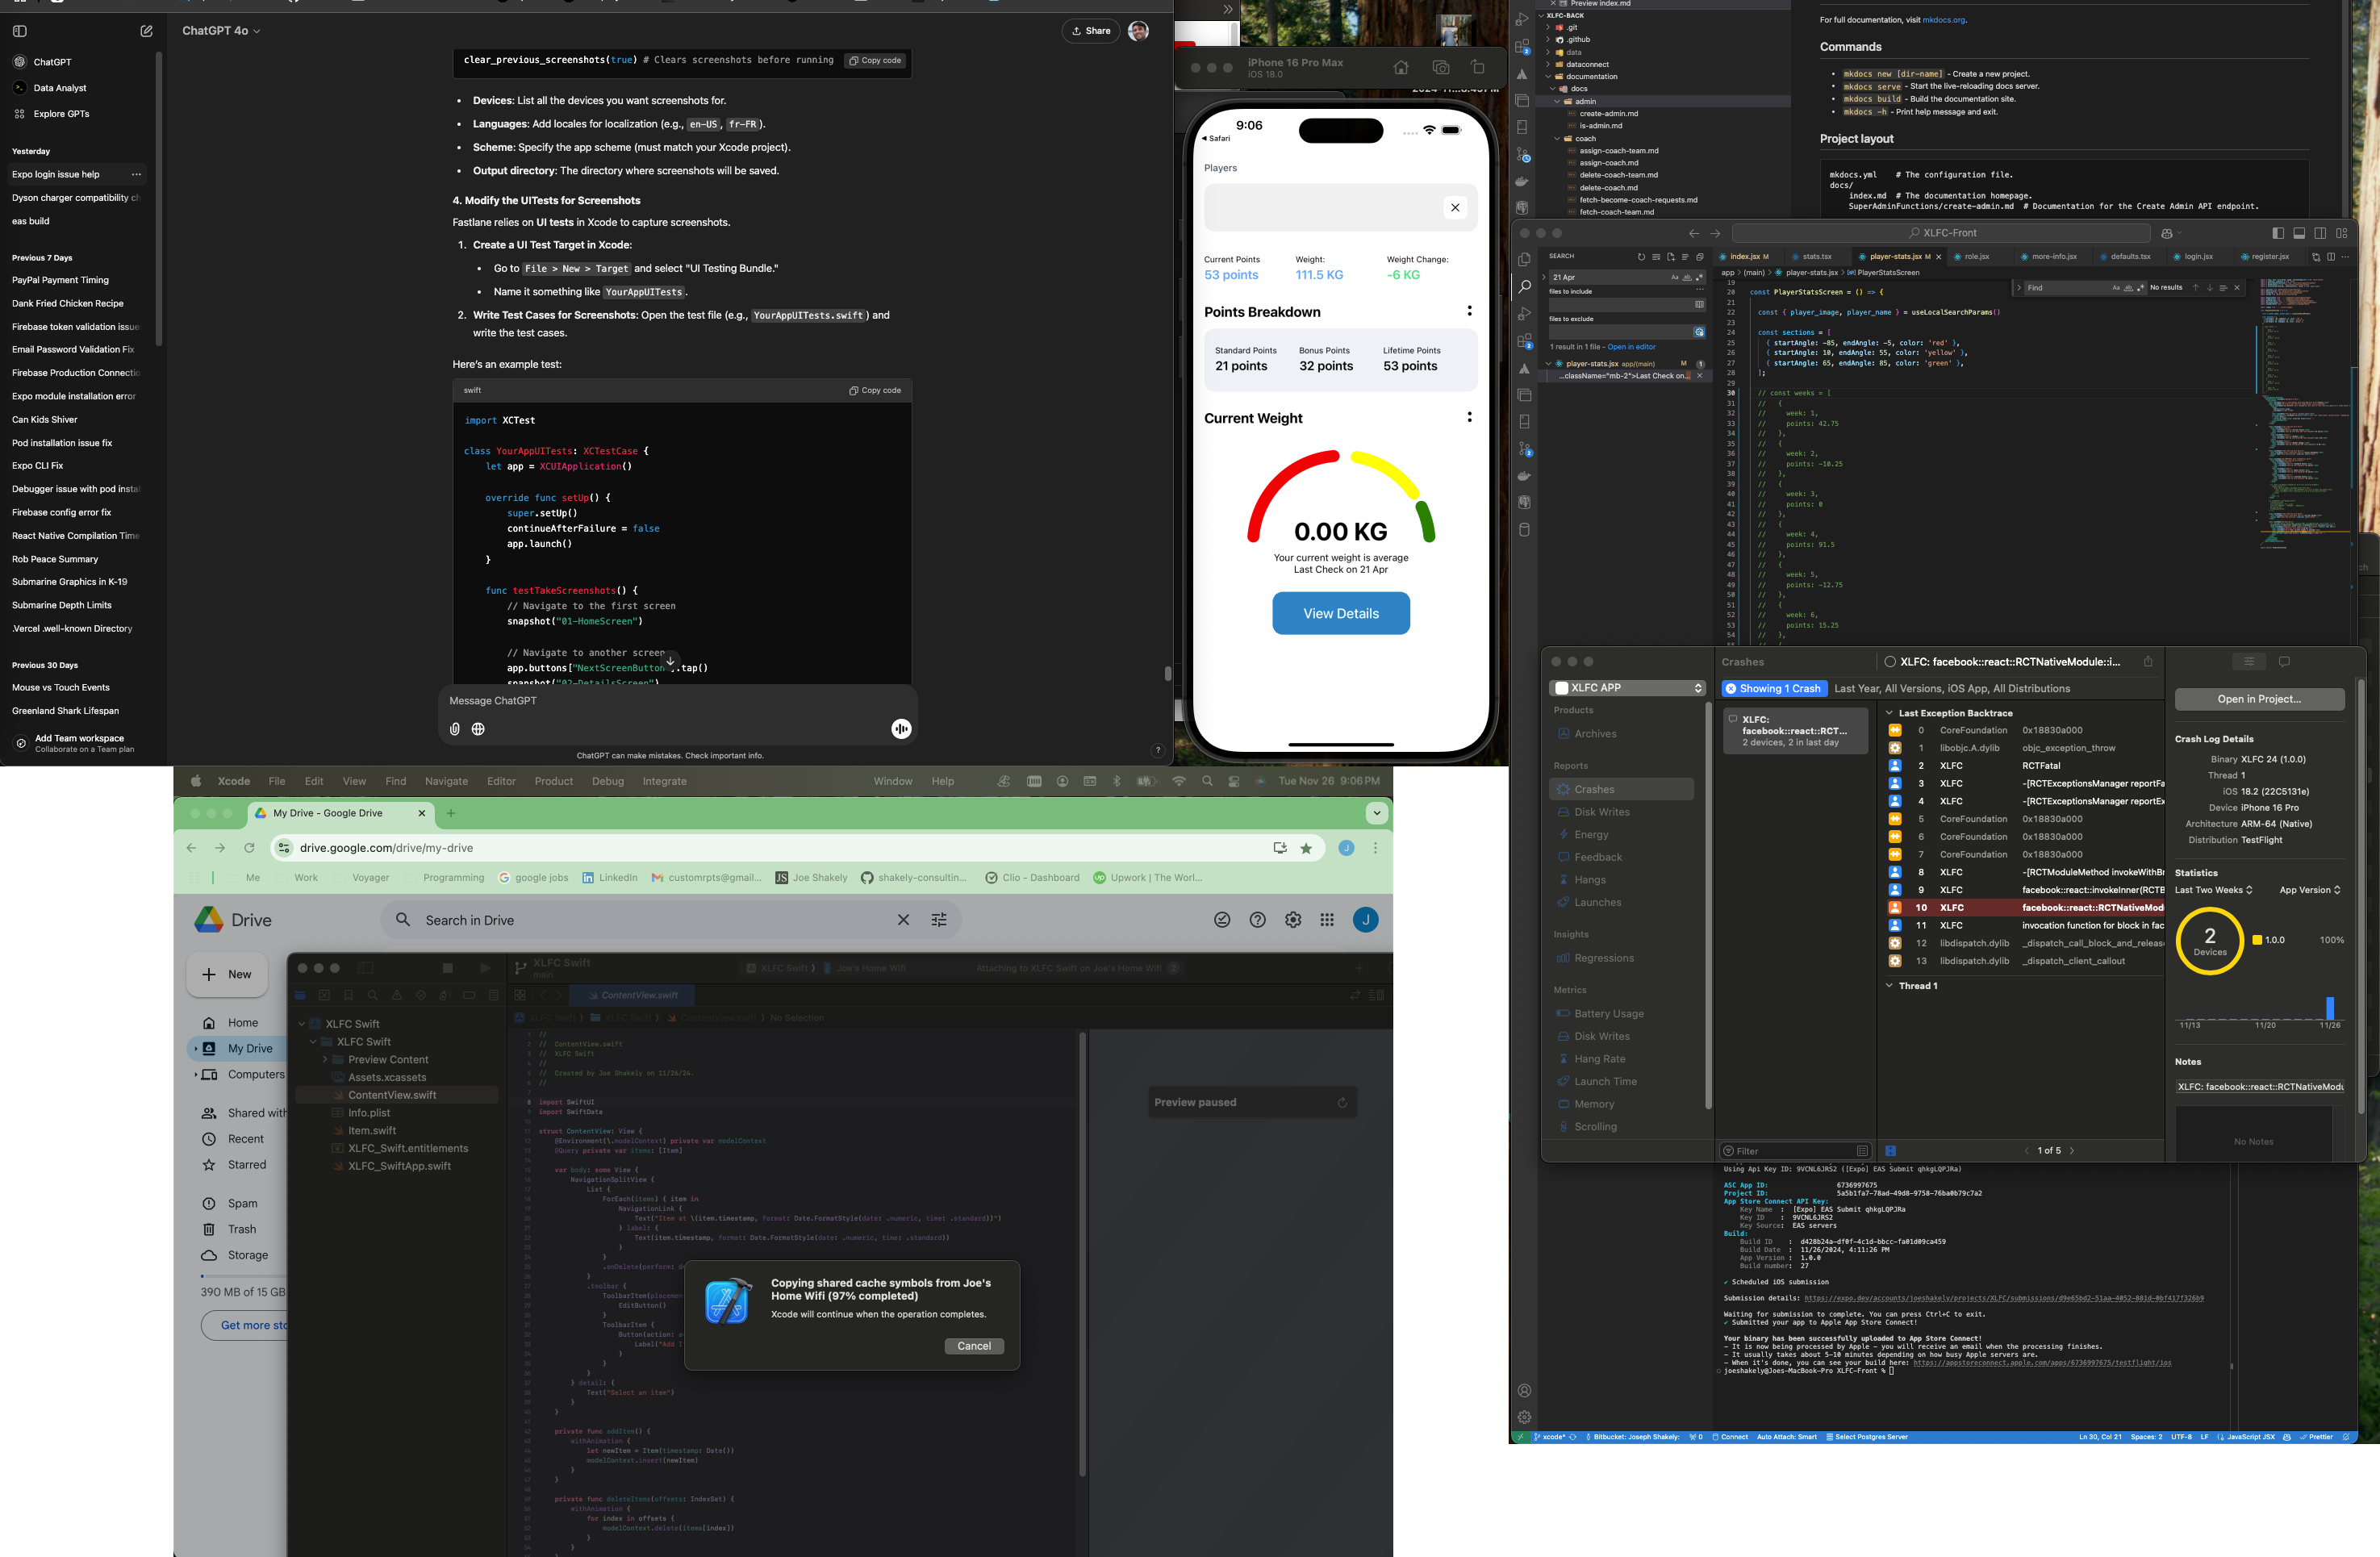 ChatGPT 4o
Share
ChatGPT
Data Analyst
Explore GPTs
Yesterday
Expo login issue help
Dyson charger compatibility ch
eas build
Previous 7 Days
PayPal Payment Timing
Dank Fried Chicken Recipe
Firebase token validation issue
Email Password Validation Fix
Firebase Production Connectio
Expo module installation error
Can Kids Shiver
Pod installation issue fix
Expo CLI Fix
Debugger issue with pod instal
Firebase config error fix
React Native Compilation Time
Rob Peace Summary
Submarine Graphics in K-19
Submarine Depth Limits
.Vercel .well-known Directory
Previous 30 Days
Mouse vs Touch Events
Greenland Shark Lifespan
Add Team workspace
Collaborate on a Team plan
clear_previous_screenshots(true) # Clears screenshots before running
Copy code
• Devices: List all the devices you want screenshots for.
• Languages: Add locales for localization (e.g., en-US, fr-FR).
• Scheme: Specify the app scheme (must match your Xcode project).
• Output directory: The directory where screenshots will be saved.
4. Modify the UITests for Screenshots
Fastlane relies on UI tests in Xcode to capture screenshots.
1. Create a UI Test Target in Xcode:
• Go to File > New > Target and select "UI Testing Bundle."
• Name it something like YourAppUITests.
2. Write Test Cases for Screenshots: Open the test file (e.g., YourAppUITests.swift) and
write the test cases.
Here's an example test:
swift
Copy code
import XCTest
class YourAppUITests: XCTestCase {
let app = XCUIApplication()
override func setUp() {
super.setUp()
continueAfterFailure = false
app.launch()
}
func testTakeScreenshots() {
// Navigate to the first screen
snapshot("01-HomeScreen")
// Navigate to another screen
app.buttons["NextScreenButton"].tap()
snapshot("02-DetailsScreen")
Message ChatGPT
ChatGPT can make mistakes. Check important info.
?
iPhone 16 Pro Max
iOS 18.0
9:06
◂ Safari
Players
Current Points
Weight:
Weight Change:
53 points
111.5 KG
-6 KG
Points Breakdown
Standard Points
Bonus Points
Lifetime Points
21 points
32 points
53 points
Current Weight
0.00 KG
Your current weight is average
Last Check on 21 Apr
View Details
Preview index.md
XLFC-BACK
.git
.github
data
dataconnect
documentation
docs
admin
create-admin.md
is-admin.md
coach
assign-coach-team.md
assign-coach.md
delete-coach-team.md
delete-coach.md
fetch-become-coach-requests.md
fetch-coach-team.md
For full documentation, visit mkdocs.org.
Commands
• mkdocs new [dir-name] - Create a new project.
• mkdocs serve - Start the live-reloading docs server.
• mkdocs build - Build the documentation site.
• mkdocs -h - Print help message and exit.
Project layout
mkdocs.yml # The configuration file.
docs/
index.md # The documentation homepage.
SuperAdminFunctions/create-admin.md # Documentation for the Create Admin API endpoint.
XLFC-Front
SEARCH
21 Apr
files to include
files to exclude
1 result in 1 file - Open in editor
player-stats.jsx app/(main) M 1
...className="mb-2">Last Check on
index.jsx M
stats.tsx
player-stats.jsx M
role.jsx
more-info.jsx
defaults.tsx
login.jsx
register.jsx
app > (main) > player-stats.jsx > PlayerStatsScreen
Find
No results
19
20 const PlayerStatsScreen = () => {
21
22 const { player_image, player_name } = useLocalSearchParams()
23
24 const sections = [
25 { startAngle: -85, endAngle: -5, color: 'red' },
26 { startAngle: 10, endAngle: 55, color: 'yellow' },
27 { startAngle: 65, endAngle: 85, color: 'green' },
28 ];
29
30 // const weeks = [
31 // {
32 // week: 1,
33 // points: 42.75
34 // },
35 // {
36 // week: 2,
37 // points: -10.25
38 // },
39 // {
40 // week: 3,
41 // points: 0
42 // },
43 // {
44 // week: 4,
45 // points: 91.5
46 // },
47 // {
48 // week: 5,
49 // points: -12.75
50 // },
51 // {
52 // week: 6,
53 // points: 15.25
54 // },
XLFC APP
Products
Archives
Reports
Crashes
Disk Writes
Energy
Feedback
Hangs
Launches
Insights
Regressions
Metrics
Battery Usage
Disk Writes
Hang Rate
Launch Time
Memory
Scrolling
Crashes
XLFC: facebook::react::RCTNativeModule::i...
Showing 1 Crash
Last Year, All Versions, iOS App, All Distributions
XLFC:
facebook::react::RCT...
2 devices, 2 in last day
Filter
Last Exception Backtrace
0 CoreFoundation 0x18830a000
1 libobjc.A.dylib objc_exception_throw
2 XLFC RCTFatal
3 XLFC -[RCTExceptionsManager reportFa
4 XLFC -[RCTExceptionsManager reportEx
5 CoreFoundation 0x18830a000
6 CoreFoundation 0x18830a000
7 CoreFoundation 0x18830a000
8 XLFC -[RCTModuleMethod invokeWithBr
9 XLFC facebook::react::invokeInner(RCTB
10 XLFC facebook::react::RCTNativeMod
11 XLFC invocation function for block in fac
12 libdispatch.dylib _dispatch_call_block_and_release
13 libdispatch.dylib _dispatch_client_callout
Thread 1
1 of 5
Open in Project...
Crash Log Details
Binary XLFC 24 (1.0.0)
Thread 1
iOS 18.2 (22C5131e)
Device iPhone 16 Pro
Architecture ARM-64 (Native)
Distribution TestFlight
Statistics
Last Two Weeks
App Version
2
Devices
1.0.0
100%
11/13
11/20
11/26
Notes
XLFC: facebook::react::RCTNativeModu
No Notes
Using Api Key ID: 9VCNL6JRS2 ([Expo] EAS Submit qhkgLQPJRa)
ASC App ID: 6736997675
Project ID: 5a5b1fa7-78ad-49d8-9758-76ba0b79c7a2
App Store Connect API Key:
Key Name : [Expo] EAS Submit qhkgLQPJRa
Key ID : 9VCNL6JRS2
Key Source: EAS servers
Build:
Build ID : d428b24a-df0f-4c1d-bbcc-fa01d09ca459
Build Date : 11/26/2024, 4:11:26 PM
App Version : 1.0.0
Build number: 27
✔ Scheduled iOS submission
Submission details: https://expo.dev/accounts/joeshakely/projects/XLFC/submissions/d9e65bd2-51aa-4052-881d-0bf417f326b9
Waiting for submission to complete. You can press Ctrl+C to exit.
✔ Submitted your app to Apple App Store Connect!
Your binary has been successfully uploaded to App Store Connect!
- It is now being processed by Apple - you will receive an email when the processing finishes.
- It usually takes about 5-10 minutes depending on how busy Apple servers are.
- When it's done, you can see your build here: https://appstoreconnect.apple.com/apps/6736997675/testflight/ios
joeshakely@Joes-MacBook-Pro XLFC-Front %
xcode*
Bitbucket: Joseph Shakely:
0
Connect
Auto Attach: Smart
Select Postgres Server
Ln 30, Col 21
Spaces: 2
UTF-8
LF
JavaScript JSX
Prettier
Xcode File Edit View Find Navigate Editor Product Debug Integrate Window Help
Tue Nov 26 9:06 PM
My Drive - Google Drive
drive.google.com/drive/my-drive
Me
Work
Voyager
Programming
google jobs
LinkedIn
customrpts@gmail...
Joe Shakely
shakely-consultin...
Clio - Dashboard
Upwork | The Worl...
Drive
Search in Drive
J
New
Home
My Drive
Computers
Shared with
Recent
Starred
Spam
Trash
Storage
390 MB of 15 GB
Get more sto
XLFC Swift
main
XLFC Swift
Joe's Home Wifi
Attaching to XLFC Swift on Joe's Home Wifi
2
ContentView.swift
XLFC Swift
XLFC Swift
ContentView.swift
No Selection
XLFC Swift
XLFC Swift
Preview Content
Assets.xcassets
ContentView.swift
Info.plist
Item.swift
XLFC_Swift.entitlements
XLFC_SwiftApp.swift
//
// ContentView.swift
// XLFC Swift
//
// Created by Joe Shakely on 11/26/24.
//
import SwiftUI
import SwiftData
struct ContentView: View {
@Environment(\.modelContext) private var modelContext
@Query private var items: [Item]
var body: some View {
NavigationSplitView {
List {
ForEach(items) { item in
NavigationLink {
Text("Item at \(item.timestamp, format: Date.FormatStyle(date: .numeric, time: .standard))")
} label: {
Text(item.timestamp, format: Date.FormatStyle(date: .numeric, time: .standard))
}
}
.onDelete(perform: d
}
.toolbar {
ToolbarItem(placemen
EditButton()
}
ToolbarItem {
Button(action: a
Label("Add I
}
}
}
} detail: {
Text("Select an item")
}
}
private func addItem() {
withAnimation {
let newItem = Item(timestamp: Date())
modelContext.insert(newItem)
}
}
private func deleteItems(offsets: IndexSet) {
withAnimation {
for index in offsets {
modelContext.delete(items[index])
}
Preview paused
Copying shared cache symbols from Joe's
Home Wifi (97% completed)
Xcode will continue when the operation completes.
Cancel